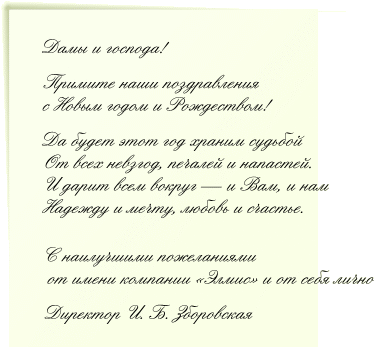 Дамы и господа!
Примите наши поздравления
с Новым годом и Рождеством!
Да будет этот год храним судьбой
От всех невзгод, печалей и напастей.
И дарит всем вокруг — и Вам, и нам
Надежду и мечту, любовь и счастье.
С наилучшими пожеланиями
от имени компании «Элмис» и от себя лично
Директор И. Б. Зборовская